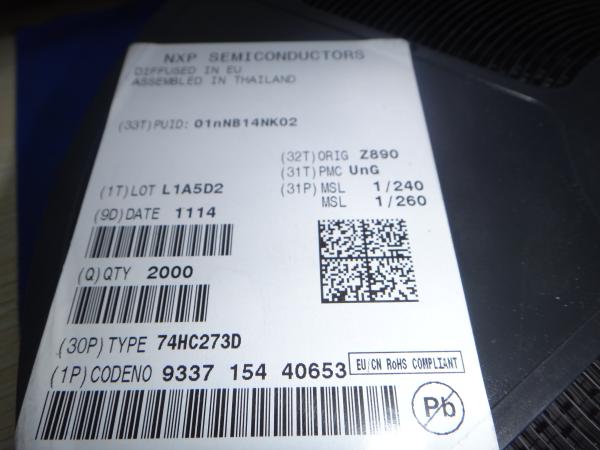 NXP SEMICONDUCTORS
DIFFUSED IN EU
ASSEMBLED IN THAILAND
(33T)PUID: 01nNB14NK02
(32T)ORIG Z890
(31T)PMC UnG
(1T)LOT L1A5D2
(31P)MSL 1/240
MSL 1/260
(9D)DATE 1114
(Q)QTY 2000
(30P)TYPE 74HC273D
(1P)CODENO 9337 154 40653
EU/CN RoHS COMPLIANT
Pb